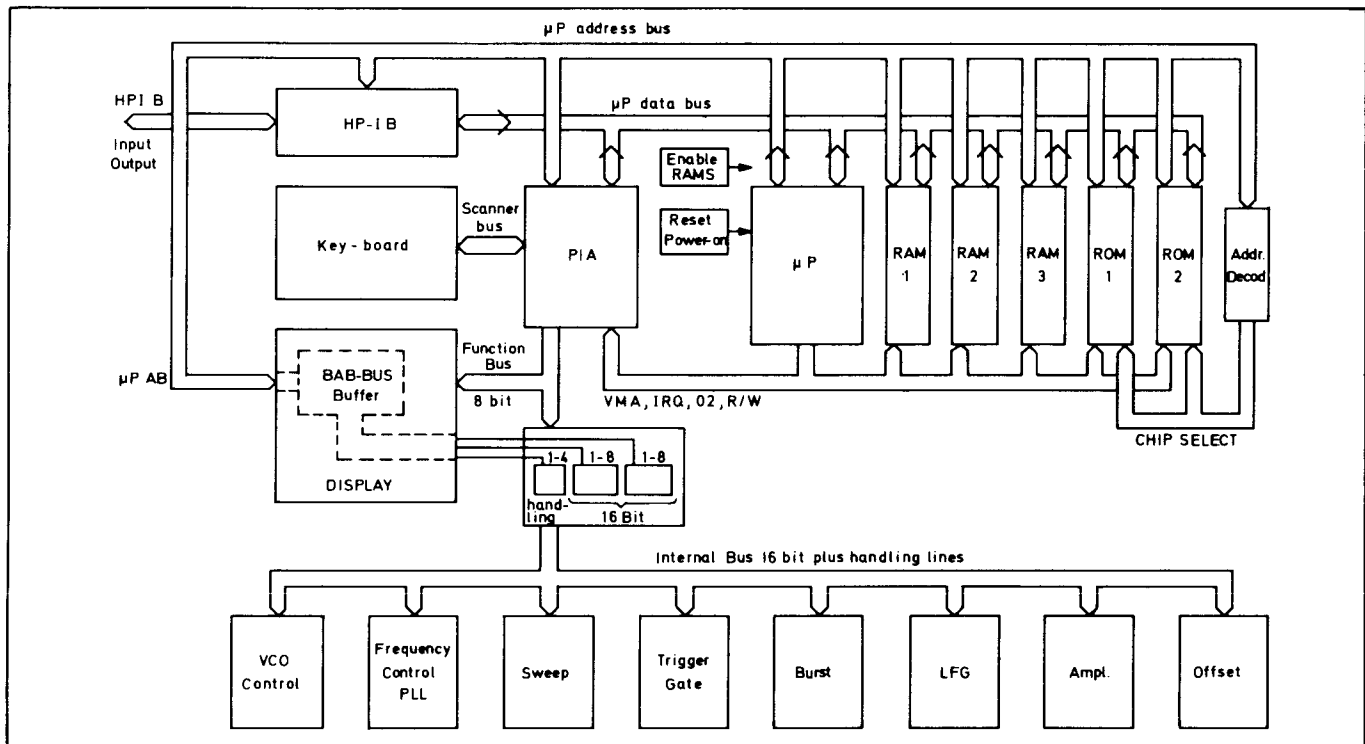 µP address bus
HPI B
Input
Output
HP-I B
µP data bus
Enable
RAMS
Reset
Power-on
Key-board
Scanner
bus
PIA
µP
RAM
1
RAM
2
RAM
3
ROM
1
ROM
2
Addr.
Decod
µP AB
BAB-BUS
Buffer
DISPLAY
Function
Bus
8 bit
VMA, IRQ, 02, R/W
CHIP SELECT
1-4 1-8 1-8
hand-
ling
16 Bit
Internal Bus 16 bit plus handling lines
VCO
Control
Frequency
Control
PLL
Sweep
Trigger
Gate
Burst
LFG
Ampl.
Offset